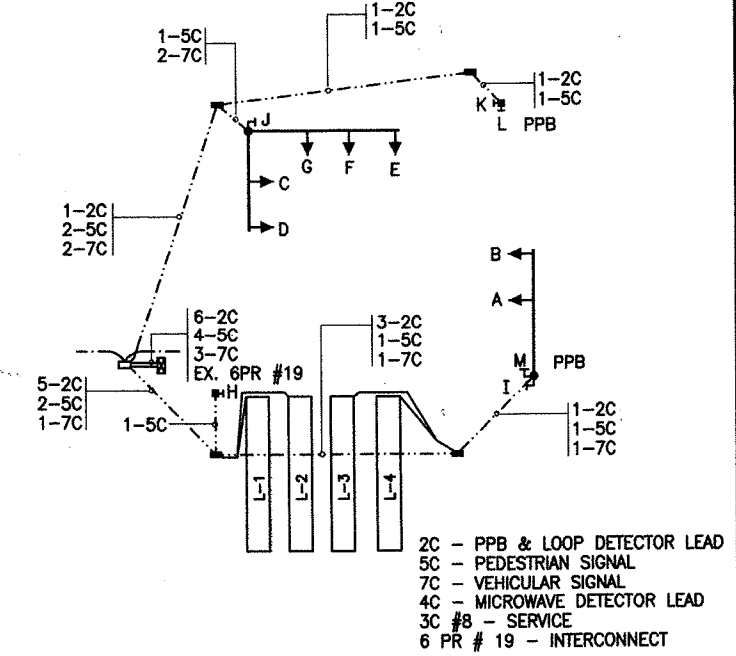 1-2C
1-5C
1-5C
2-7C
1-2C
1-5C
K
L PPB
J
G F E
C
D
1-2C
2-5C
2-7C
B
A
M PPB
I
6-2C
4-5C
3-7C
EX. 6PR #19
3-2C
1-5C
1-7C
5-2C
2-5C
1-7C
H
1-5C
1-2C
1-5C
1-7C
L-1
L-2
L-3
L-4
2C - PPB & LOOP DETECTOR LEAD
5C - PEDESTRIAN SIGNAL
7C - VEHICULAR SIGNAL
4C - MICROWAVE DETECTOR LEAD
3C #8 - SERVICE
6 PR # 19 - INTERCONNECT